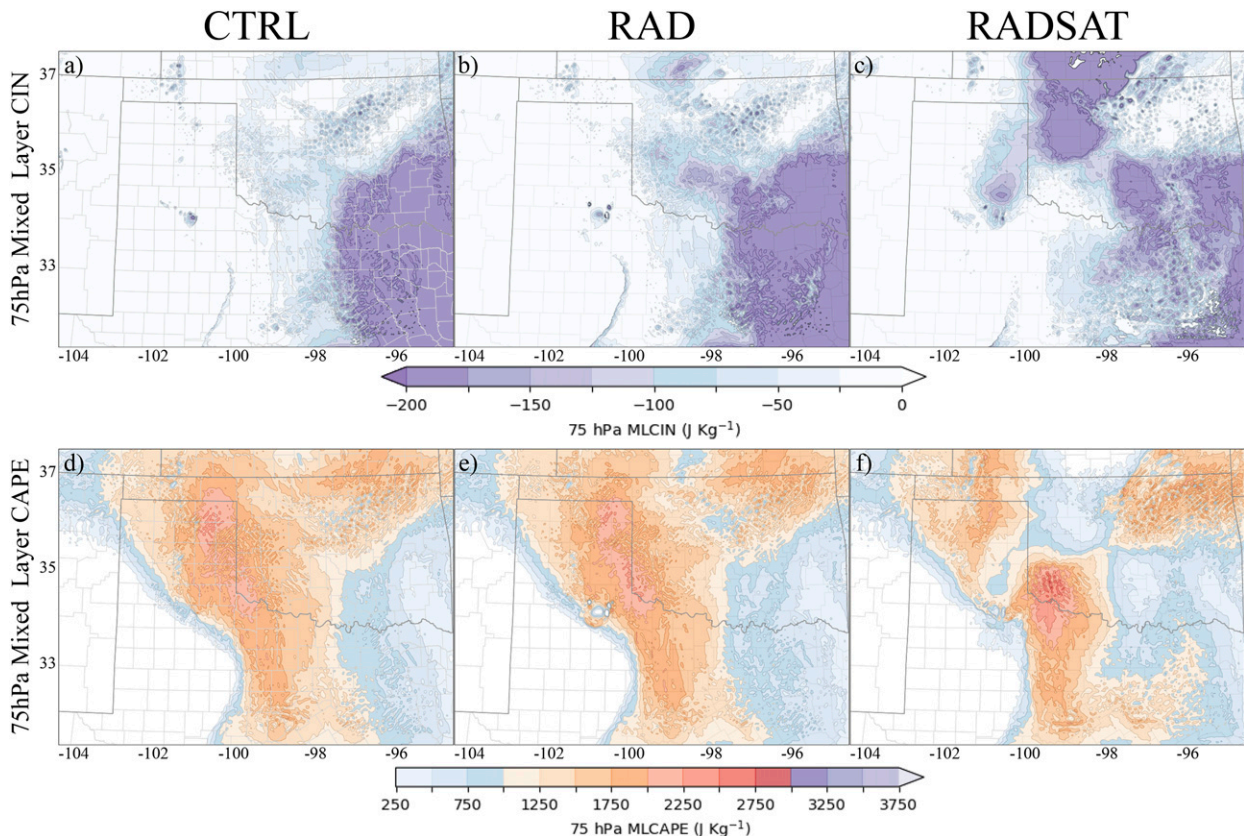 CTRL RAD RADSAT
75hPa Mixed Layer CIN
a) b) c)
37
35
33
-104 -102 -100 -98 -96 -104 -102 -100 -98 -96 -104 -102 -100 -98 -96
−200 −150 −100 −50 0
75 hPa MLCIN (J Kg⁻¹)
75hPa Mixed Layer CAPE
d) e) f)
37
35
33
-104 -102 -100 -98 -96 -104 -102 -100 -98 -96 -104 -102 -100 -98 -96
250 750 1250 1750 2250 2750 3250 3750
75 hPa MLCAPE (J Kg⁻¹)